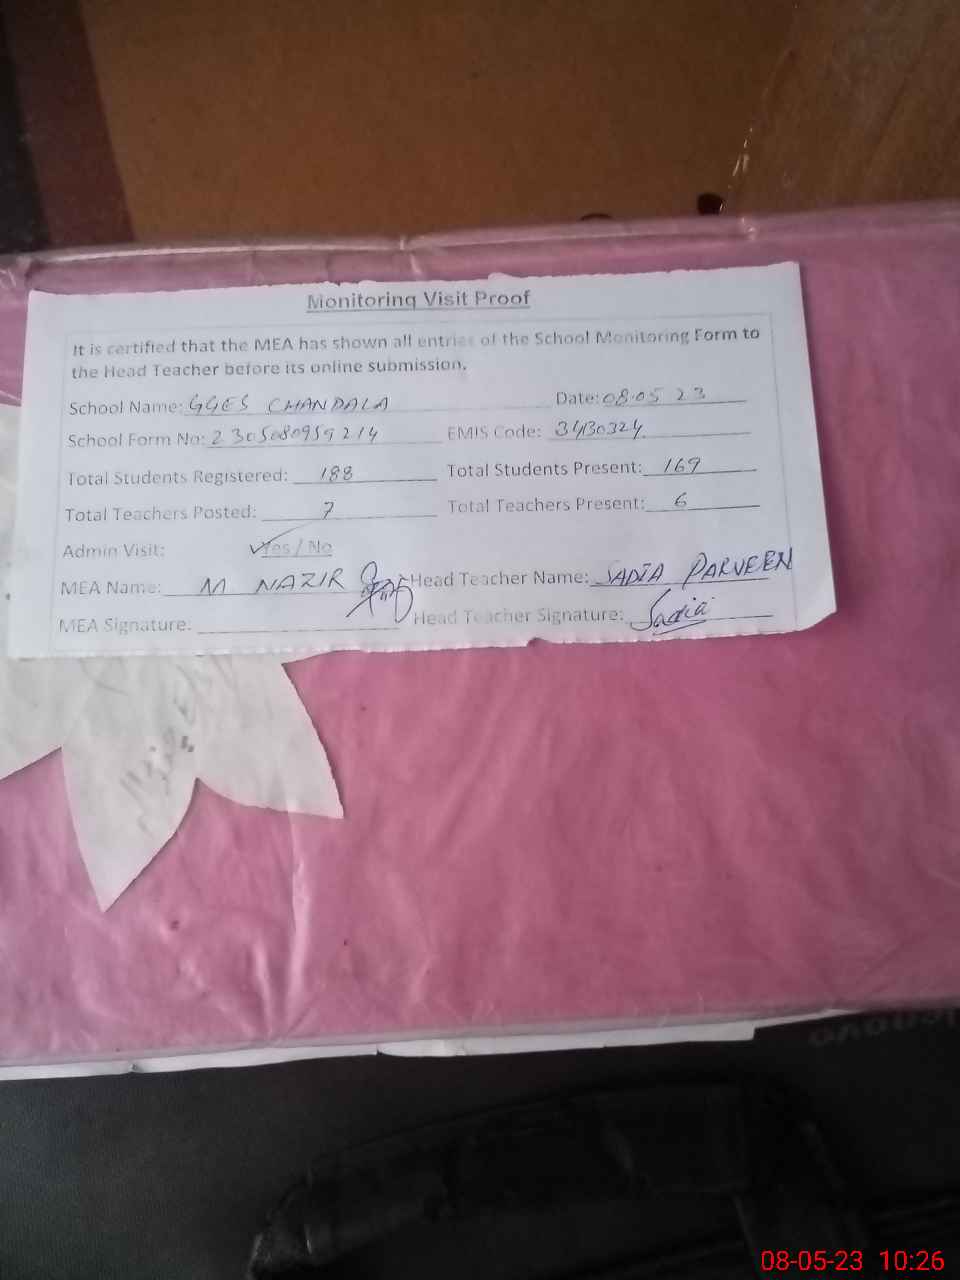 Monitoring Visit Proof
It is certified that the MEA has shown all entries of the School Monitoring Form to
the Head Teacher before its online submission.
School Name: GGES CHANDALA Date: 08.05 23
School Form No: 2305080959214 EMIS Code: 34130324
Total Students Registered: 188 Total Students Present: 169
Total Teachers Posted: 7 Total Teachers Present: 6
Admin Visit: Yes / No
MEA Name: M NAZIR Head Teacher Name: SADIA PARVEEN
MEA Signature. Head Teacher Signature: Sadia
08-05-23 10:26